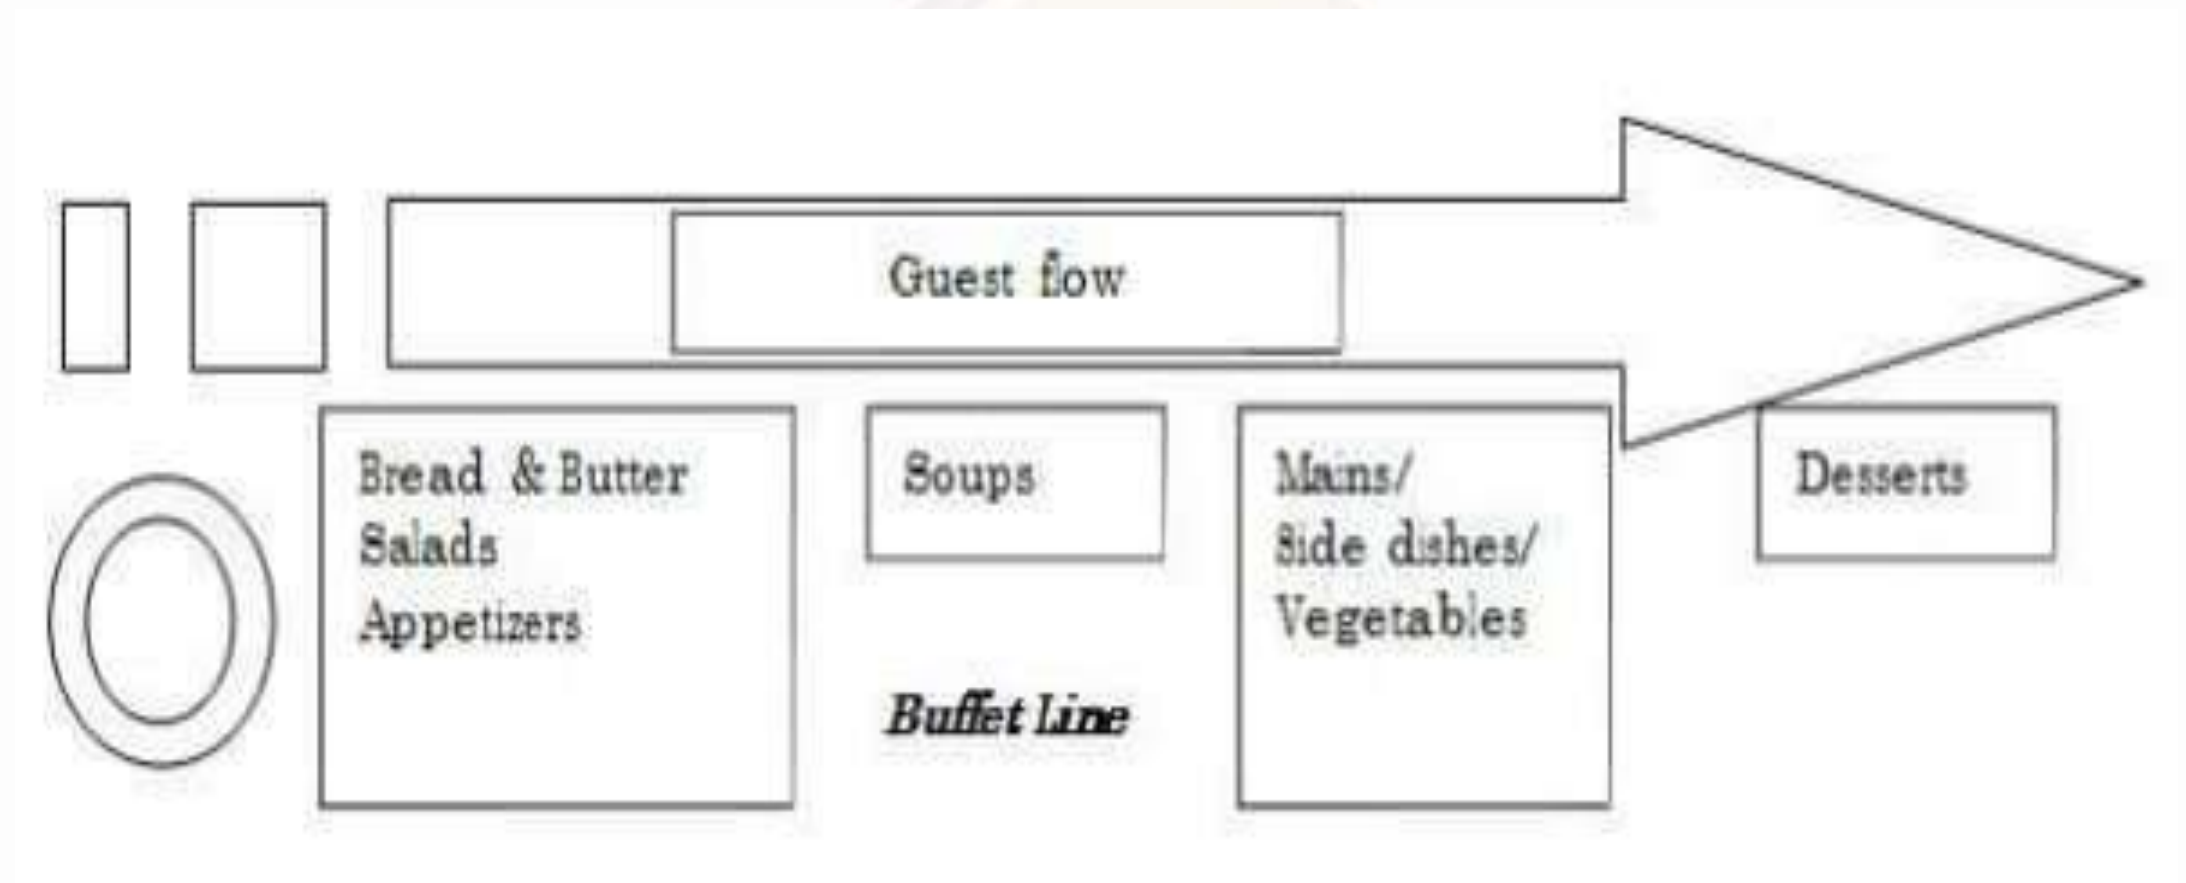 Guest flow
Bread & Butter
Salads
Appetizers
Soups
Mains/
Side dishes/
Vegetables
Desserts
Buffet Line